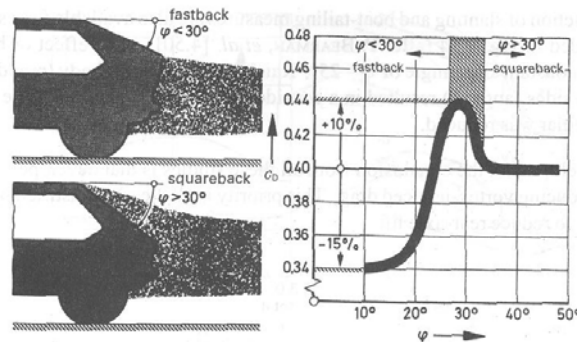 fastback
φ<30°
squareback
φ>30°
c_D
0.48
0.46
0.44
0.42
0.40
0.38
0.36
0.34
φ<30°
φ>30°
fastback
squareback
+10%
−15%
0
10°
20°
30°
40°
50°
φ